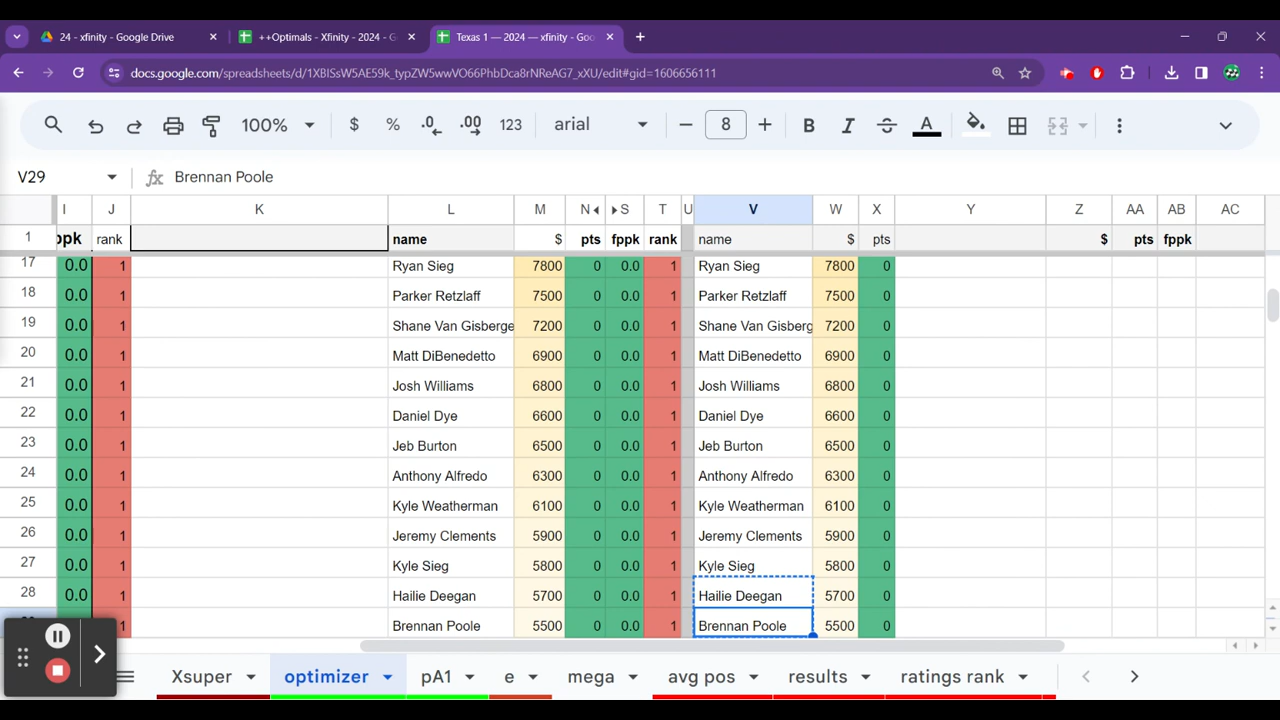 24 - xfinity - Google Drive ++Optimals - Xfinity - 2024 - G Texas 1 — 2024 — xfinity - Goo
docs.google.com/spreadsheets/d/1XBISsW5AE59k_typZW5wwVO66PhbDca8rNReAG7_xXU/edit#gid=1606656111
100% $ % .0 .00 123 arial 8 B I S A
V29 fx Brennan Poole
I J K L M N S T U V W X Y Z AA AB AC
1 ppk rank name $ pts fppk rank name $ pts $ pts fppk
17 0.0 1 Ryan Sieg 7800 0 0.0 1 Ryan Sieg 7800 0
18 0.0 1 Parker Retzlaff 7500 0 0.0 1 Parker Retzlaff 7500 0
19 0.0 1 Shane Van Gisberge 7200 0 0.0 1 Shane Van Gisberg 7200 0
20 0.0 1 Matt DiBenedetto 6900 0 0.0 1 Matt DiBenedetto 6900 0
21 0.0 1 Josh Williams 6800 0 0.0 1 Josh Williams 6800 0
22 0.0 1 Daniel Dye 6600 0 0.0 1 Daniel Dye 6600 0
23 0.0 1 Jeb Burton 6500 0 0.0 1 Jeb Burton 6500 0
24 0.0 1 Anthony Alfredo 6300 0 0.0 1 Anthony Alfredo 6300 0
25 0.0 1 Kyle Weatherman 6100 0 0.0 1 Kyle Weatherman 6100 0
26 0.0 1 Jeremy Clements 5900 0 0.0 1 Jeremy Clements 5900 0
27 0.0 1 Kyle Sieg 5800 0 0.0 1 Kyle Sieg 5800 0
28 0.0 1 Hailie Deegan 5700 0 0.0 1 Hailie Deegan 5700 0
1 Brennan Poole 5500 0 0.0 1 Brennan Poole 5500 0
Xsuper optimizer pA1 e mega avg pos results ratings rank